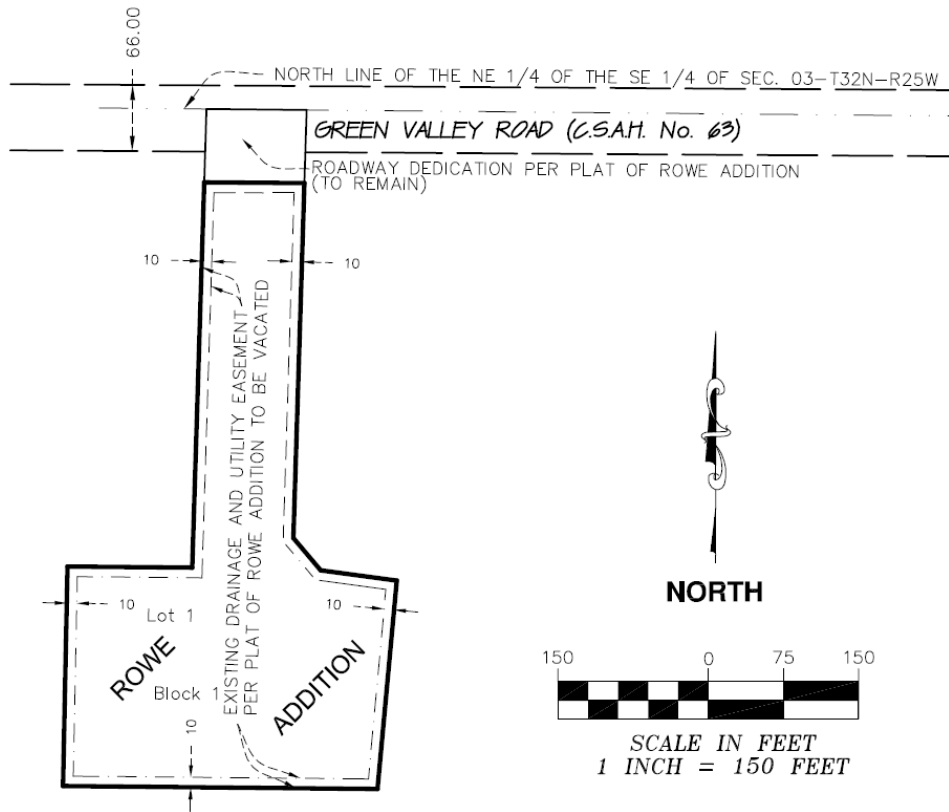 66.00
NORTH LINE OF THE NE 1/4 OF THE SE 1/4 OF SEC. 03-T32N-R25W
GREEN VALLEY ROAD (C.S.A.H. No. 63)
ROADWAY DEDICATION PER PLAT OF ROWE ADDITION
(TO REMAIN)
10
10
EXISTING DRAINAGE AND UTILITY EASEMENT
PER PLAT OF ROWE ADDITION TO BE VACATED
10
Lot 1
10
ROWE
ADDITION
Block 1
10
NORTH
150 0 75 150
SCALE IN FEET
1 INCH = 150 FEET